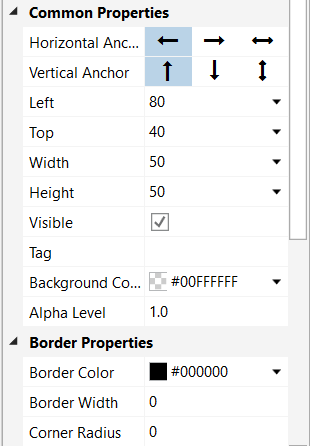 Common Properties
Horizontal Anc...
Vertical Anchor
Left 80
Top 40
Width 50
Height 50
Visible
Tag
Background Co... #00FFFFFF
Alpha Level 1.0
Border Properties
Border Color #000000
Border Width 0
Corner Radius 0